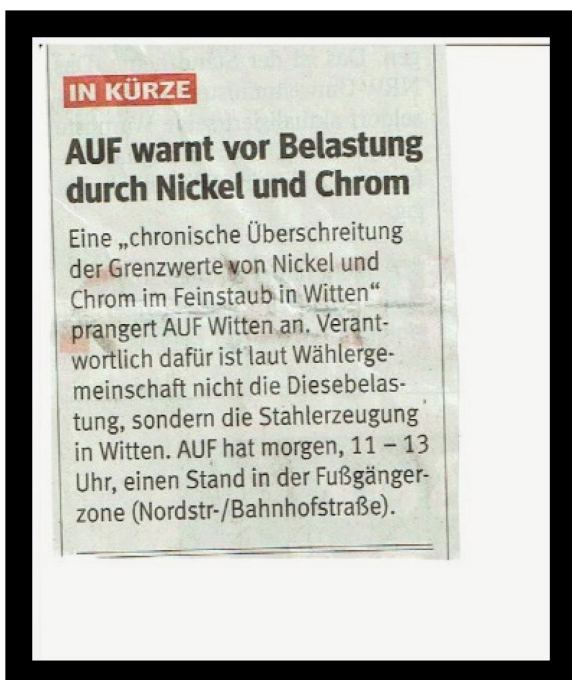 IN KÜRZE
AUF warnt vor Belastung
durch Nickel und Chrom
Eine „chronische Überschreitung
der Grenzwerte von Nickel und
Chrom im Feinstaub in Witten“
prangert AUF Witten an. Verant-
wortlich dafür ist laut Wählerge-
meinschaft nicht die Diesebelas-
tung, sondern die Stahlerzeugung
in Witten. AUF hat morgen, 11 – 13
Uhr, einen Stand in der Fußgänger-
zone (Nordstr-/Bahnhofstraße).